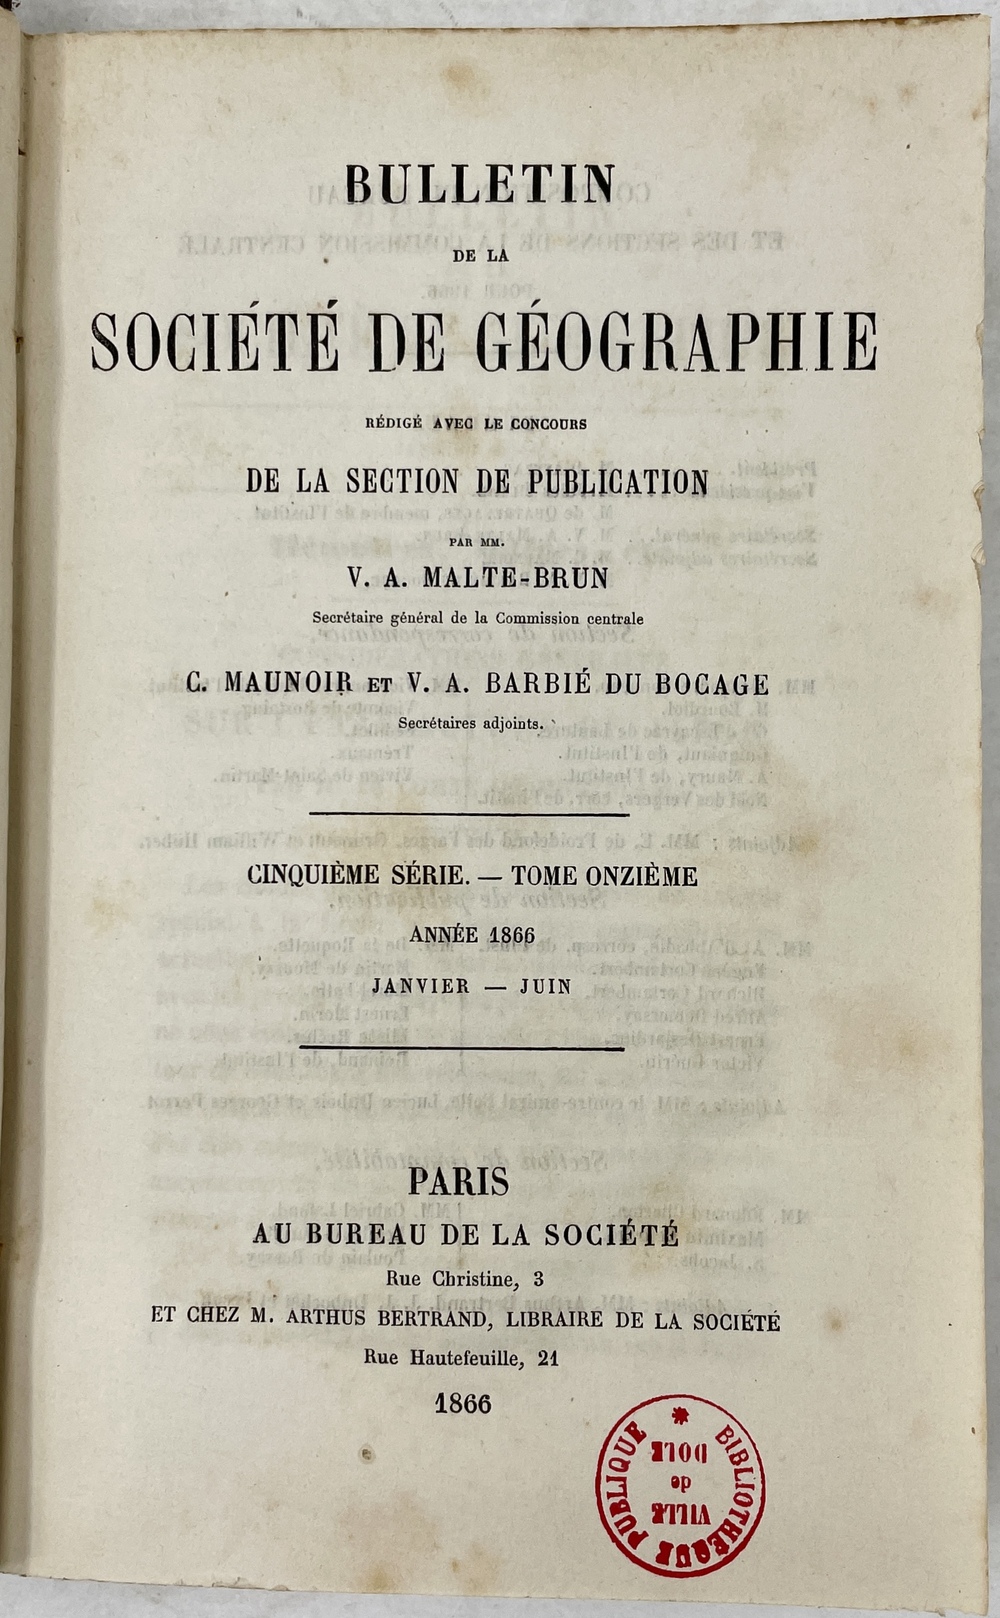 BULLETIN
DE LA
SOCIÉTÉ DE GÉOGRAPHIE
RÉDIGÉ AVEC LE CONCOURS
DE LA SECTION DE PUBLICATION
PAR MM.
V. A. MALTE-BRUN
Secrétaire général de la Commission centrale
C. MAUNOIR ET V. A. BARBIÉ DU BOCAGE
Secrétaires adjoints.
CINQUIÈME SÉRIE. — TOME ONZIÈME
ANNÉE 1866
JANVIER — JUIN
PARIS
AU BUREAU DE LA SOCIÉTÉ
Rue Christine, 3
ET CHEZ M. ARTHUS BERTRAND, LIBRAIRE DE LA SOCIÉTÉ
Rue Hautefeuille, 21
1866
BIBLIOTHÈQUE PUBLIQUE
VILLE
de
DOLE